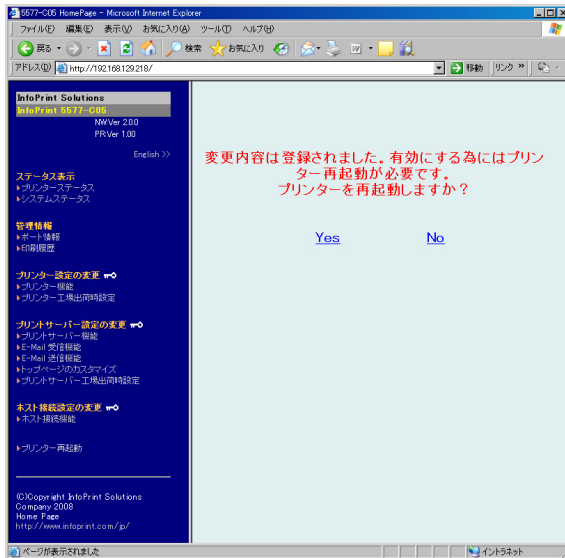 5577-C05 HomePage - Microsoft Internet Explorer
ファイル(F) 編集(E) 表示(V) お気に入り(A) ツール(T) ヘルプ(H)
戻る 検索 お気に入り
アドレス(D) http://192.168.129.218/ 移動 リンク »
InfoPrint Solutions
InfoPrint 5577-C05
NW.Ver 2.0.0
PR.Ver 1.00
English >>
ステータス表示
プリンターステータス
システムステータス
管理情報
ポート情報
印刷履歴
プリンター設定の変更
プリンター機能
プリンター工場出荷時設定
プリントサーバー設定の変更
プリントサーバー機能
E-Mail 受信機能
E-Mail 送信機能
トップページのカスタマイズ
プリントサーバー工場出荷時設定
ホスト接続設定の変更
ホスト接続機能
プリンター再起動
(C)Copyright InfoPrint Solutions
Company 2008
Home Page
http://www.infoprint.com/jp/
変更内容は登録されました。有効にする為にはプリン
ター再起動が必要です。
プリンターを再起動しますか？
Yes No
ページが表示されました イントラネット